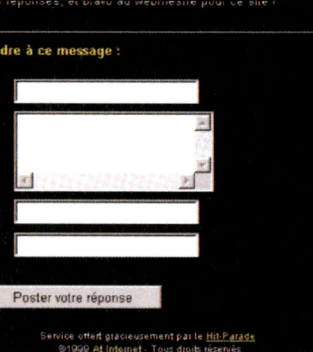 réponses, et bravo au webmestre pour ce site !
dre à ce message :
Poster votre réponse
Service offert gracieusement par le Hit-Parade
©1999 At Internet - Tous droits réservés